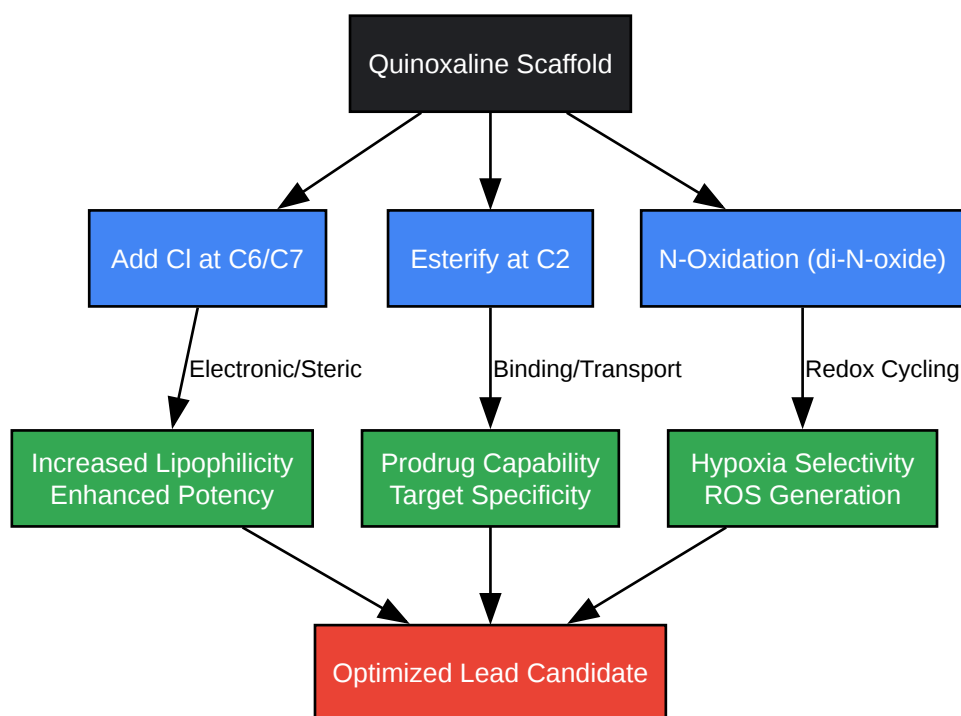 Quinoxaline Scaffold
Add Cl at C6/C7
Esterify at C2
N-Oxidation (di-N-oxide)
Electronic/Steric
Binding/Transport
Redox Cycling
Increased Lipophilicity
Enhanced Potency
Prodrug Capability
Target Specificity
Hypoxia Selectivity
ROS Generation
Optimized Lead Candidate